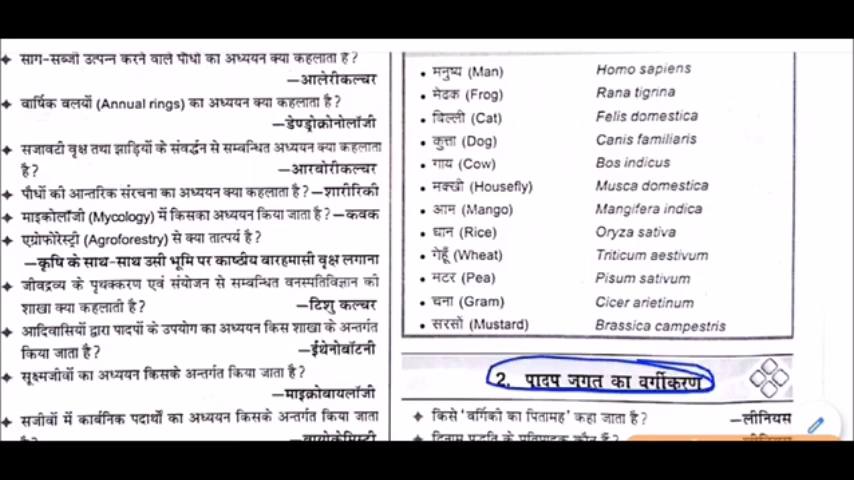 ✦ साग-सब्जी उत्पन्न करने वाले पौधों का अध्ययन क्या कहलाता है?
—आलेरीकल्चर
✦ वार्षिक वलयों (Annual rings) का अध्ययन क्या कहलाता है?
—डेण्ड्रोक्रोनोलॉजी
✦ सजावटी वृक्ष तथा झाड़ियों के संवर्द्धन से सम्बन्धित अध्ययन क्या कहलाता
है? —आरबोरीकल्चर
✦ पौधों की आन्तरिक संरचना का अध्ययन क्या कहलाता है? —शारीरिकी
✦ माइकोलॉजी (Mycology) में किसका अध्ययन किया जाता है? —कवक
✦ एग्रोफोरेस्ट्री (Agroforestry) से क्या तात्पर्य है?
—कृषि के साथ-साथ उसी भूमि पर काष्ठीय बारहमासी वृक्ष लगाना
✦ जीवद्रव्य के पृथक्करण एवं संयोजन से सम्बन्धित वनस्पतिविज्ञान की
शाखा क्या कहलाती है? —टिशु कल्चर
✦ आदिवासियों द्वारा पादपों के उपयोग का अध्ययन किस शाखा के अन्तर्गत
किया जाता है? —ईथेनोबॉटनी
✦ सूक्ष्मजीवों का अध्ययन किसके अन्तर्गत किया जाता है?
—माइक्रोबायलॉजी
✦ सजीवों में कार्बनिक पदार्थों का अध्ययन किसके अन्तर्गत किया जाता
है? —बायोकेमिस्ट्री
• मनुष्य (Man) Homo sapiens
• मेढक (Frog) Rana tigrina
• बिल्ली (Cat) Felis domestica
• कुत्ता (Dog) Canis familiaris
• गाय (Cow) Bos indicus
• मक्खी (Housefly) Musca domestica
• आम (Mango) Mangifera indica
• धान (Rice) Oryza sativa
• गेहूँ (Wheat) Triticum aestivum
• मटर (Pea) Pisum sativum
• चना (Gram) Cicer arietinum
• सरसों (Mustard) Brassica campestris
2. पादप जगत का वर्गीकरण
✦ किसे 'वर्गिकी का पितामह' कहा जाता है? —लीनियस
✦ द्विनाम पद्धति के प्रतिपादक कौन हैं? —लीनियस